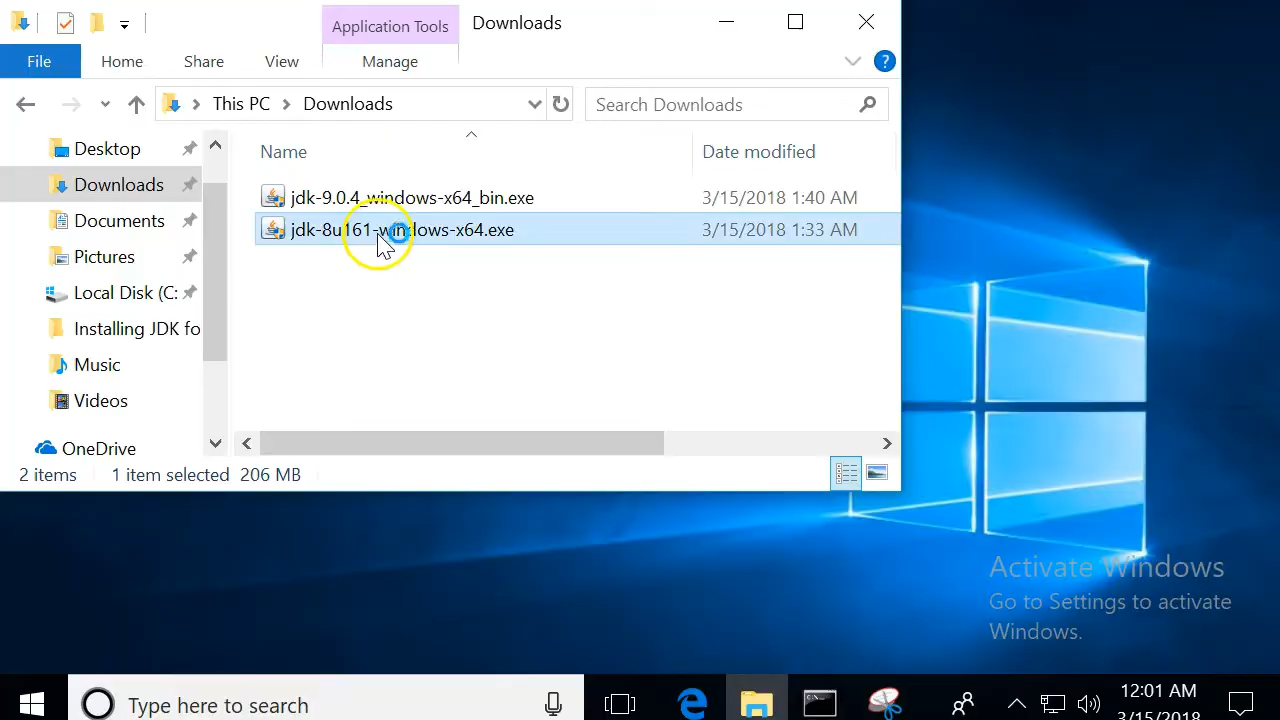 Application Tools
Downloads
File
Home
Share
View
Manage
?
This PC
Downloads
Search Downloads
Name
Date modified
Desktop
Downloads
Documents
Pictures
Local Disk (C:
Installing JDK fo
Music
Videos
OneDrive
jdk-9.0.4_windows-x64_bin.exe
3/15/2018 1:40 AM
jdk-8u161-windows-x64.exe
3/15/2018 1:33 AM
2 items
1 item selected
206 MB
Activate Windows
Go to Settings to activate
Windows.
Type here to search
12:01 AM
3/15/2018